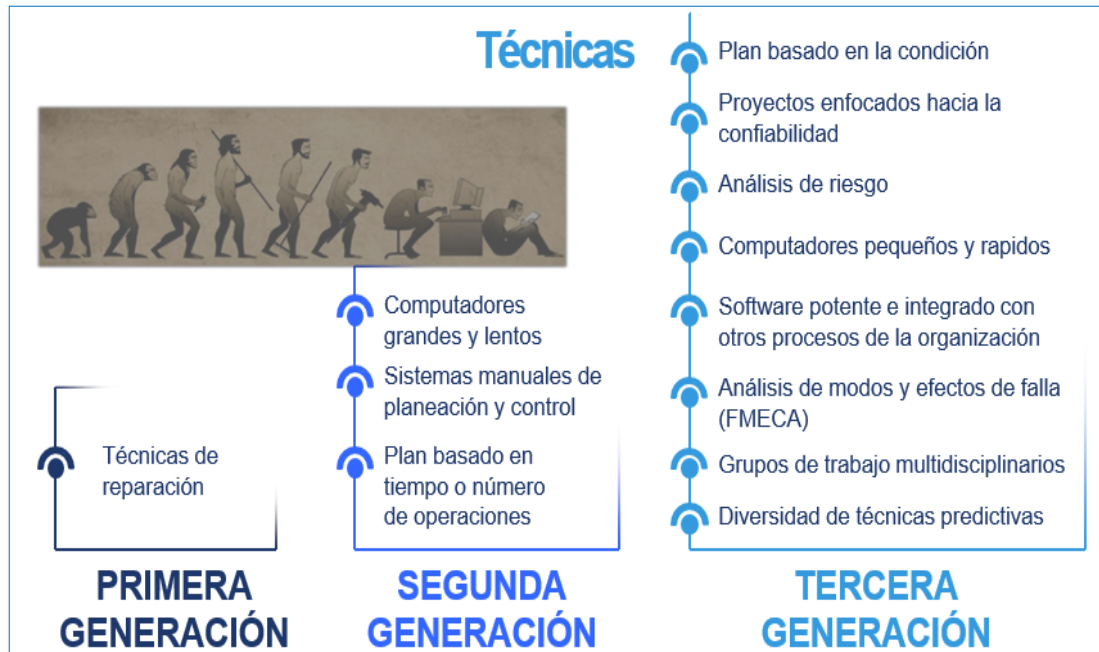 Técnicas
Plan basado en la condición
Proyectos enfocados hacia la
confiabilidad
Análisis de riesgo
Computadores pequeños y rapidos
Software potente e integrado con
otros procesos de la organización
Análisis de modos y efectos de falla
(FMECA)
Grupos de trabajo multidisciplinarios
Diversidad de técnicas predictivas
Computadores
grandes y lentos
Sistemas manuales de
planeación y control
Plan basado en
tiempo o número
de operaciones
Técnicas de
reparación
PRIMERA
GENERACIÓN
SEGUNDA
GENERACIÓN
TERCERA
GENERACIÓN